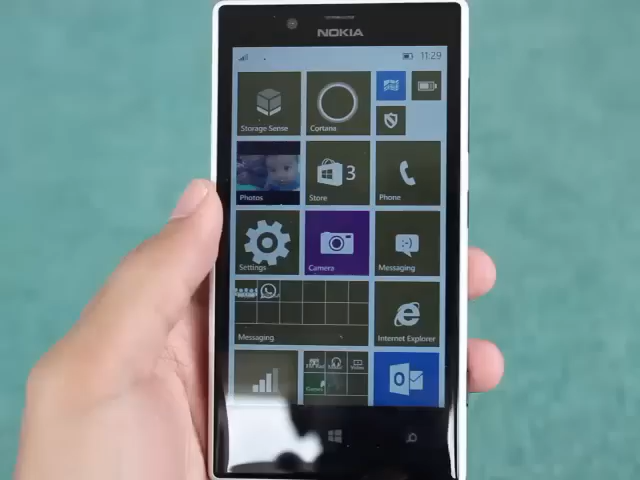 NOKIA
11:29
Storage Sense
Cortana
Photos
Store
3
Phone
Settings
Camera
Messaging
Messaging
Internet Explorer